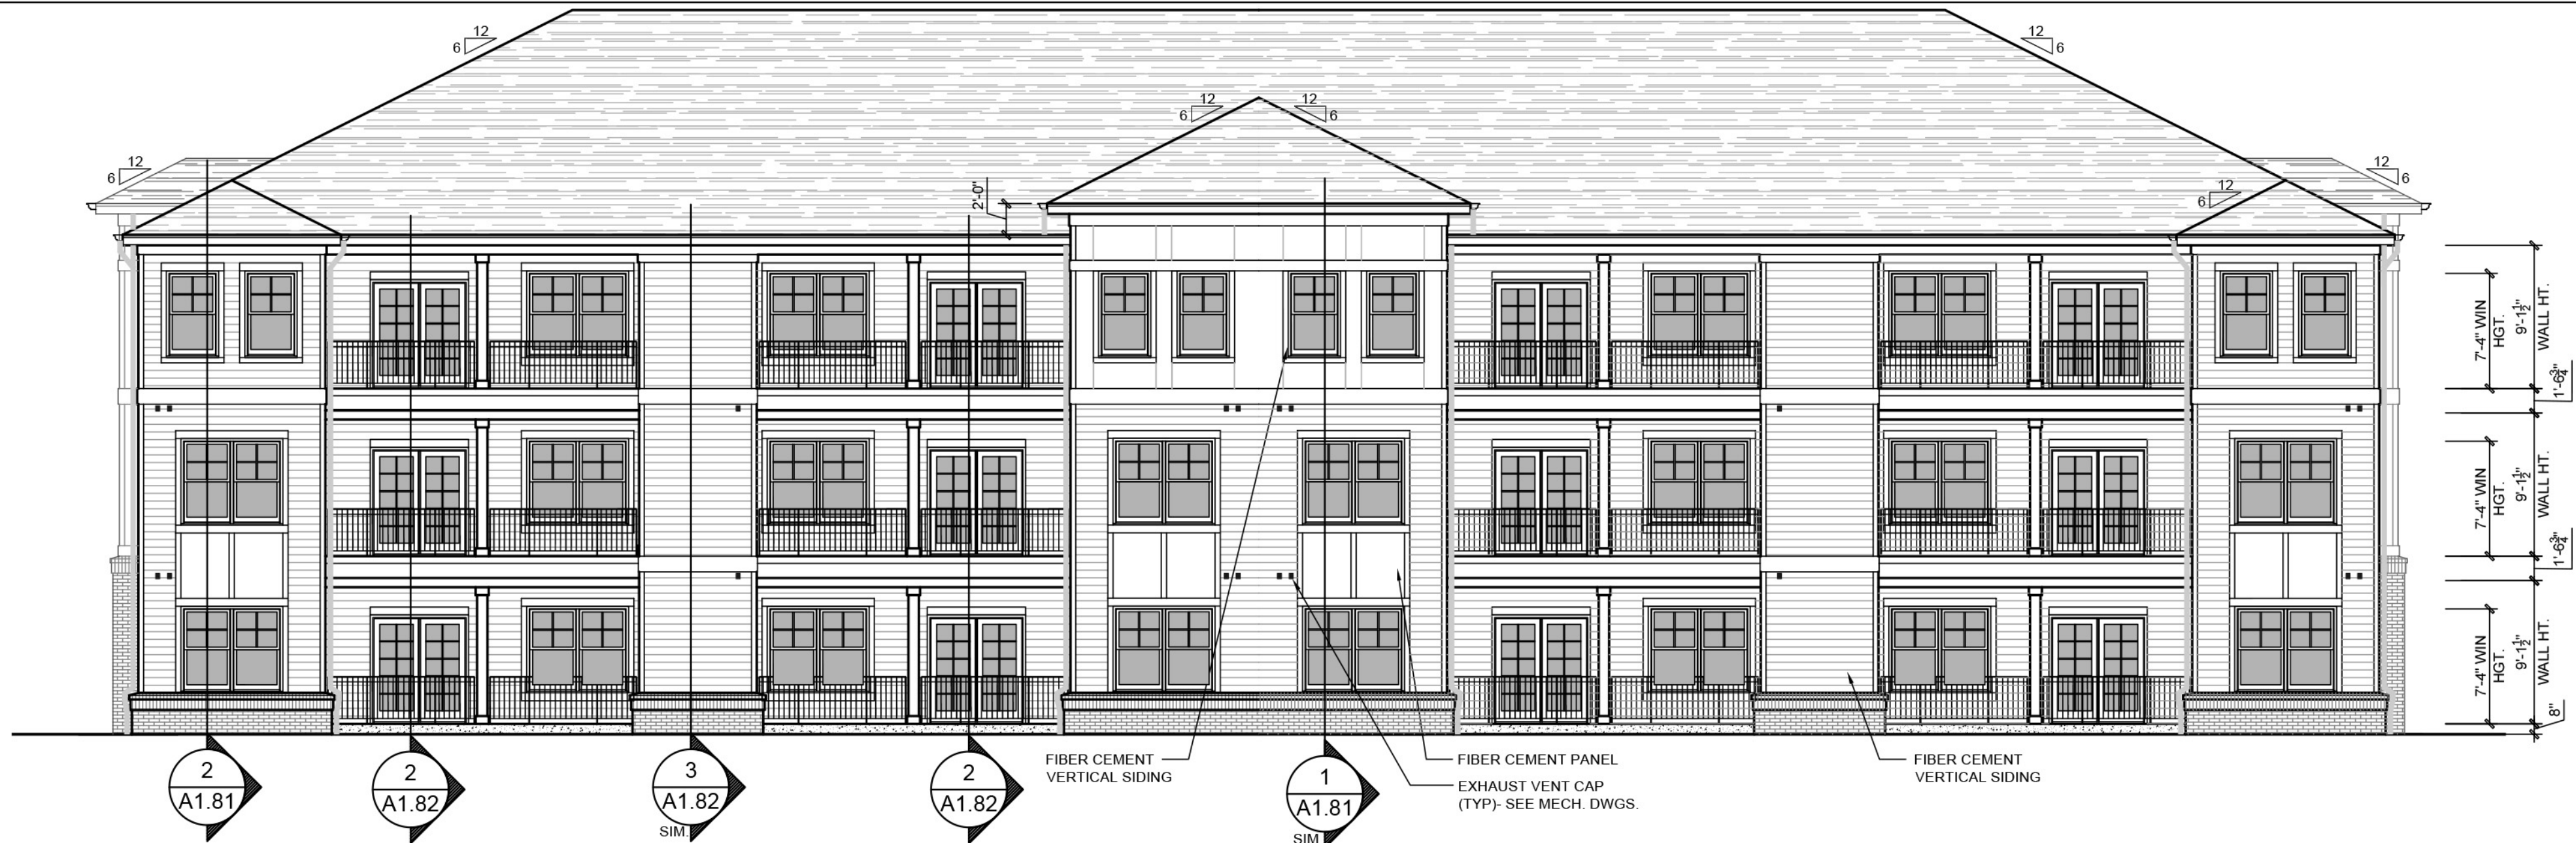 12
6
12
6
12
6
12
6
12
6
12
6
12
6
2'-0"
7'-4" WIN
HGT.
9'-1½"
WALL HT.
1'-6¾"
7'-4" WIN
HGT.
9'-1½"
WALL HT.
1'-6¾"
7'-4" WIN
HGT.
9'-1½"
WALL HT.
8"
2
A1.81
2
A1.82
3
A1.82
SIM.
2
A1.82
FIBER CEMENT
VERTICAL SIDING
1
A1.81
SIM
FIBER CEMENT PANEL
EXHAUST VENT CAP
(TYP)- SEE MECH. DWGS.
FIBER CEMENT
VERTICAL SIDING